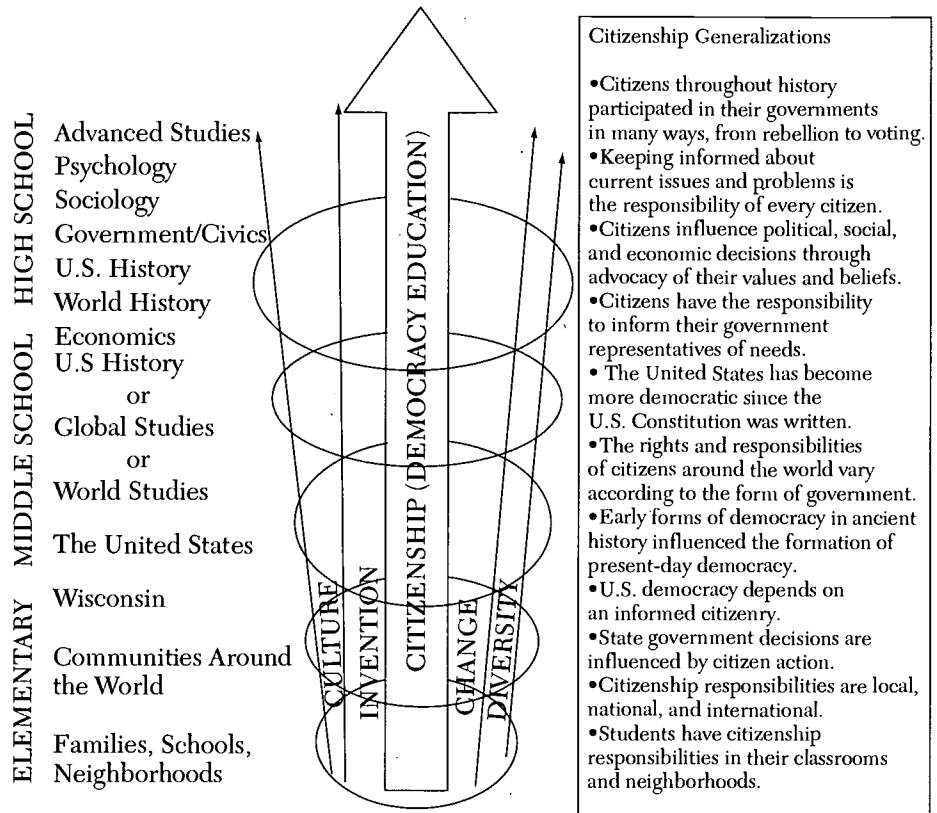 HIGH SCHOOL
Advanced Studies
Psychology
Sociology
Government/Civics
U.S. History
World History
Economics
MIDDLE SCHOOL
U.S History
or
Global Studies
or
World Studies
The United States
ELEMENTARY
Wisconsin
Communities Around
the World
Families, Schools,
Neighborhoods
CULTURE
INVENTION
CITIZENSHIP (DEMOCRACY EDUCATION)
CHANGE
DIVERSITY
Citizenship Generalizations
•Citizens throughout history
participated in their governments
in many ways, from rebellion to voting.
•Keeping informed about
current issues and problems is
the responsibility of every citizen.
•Citizens influence political, social,
and economic decisions through
advocacy of their values and beliefs.
•Citizens have the responsibility
to inform their government
representatives of needs.
• The United States has become
more democratic since the
U.S. Constitution was written.
•The rights and responsibilities
of citizens around the world vary
according to the form of government.
•Early forms of democracy in ancient
history influenced the formation of
present-day democracy.
•U.S. democracy depends on
an informed citizenry.
•State government decisions are
influenced by citizen action.
•Citizenship responsibilities are local,
national, and international.
•Students have citizenship
responsibilities in their classrooms
and neighborhoods.